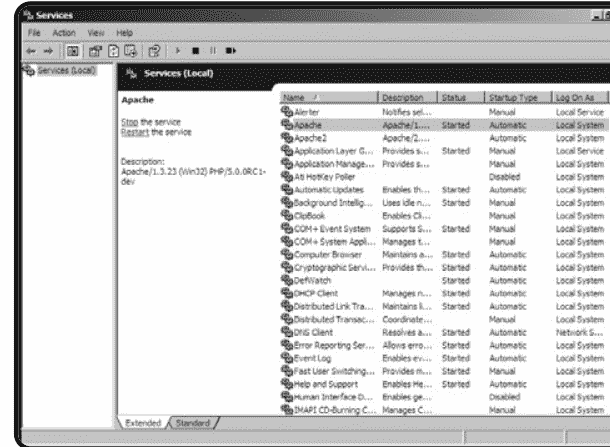 Services
File Action View Help
Services (Local)
Services (Local)
Apache
Stop the service
Restart the service
Description:
Apache/1.3.23 (Win32) PHP/5.0.0RC1-
dev
Name Description Status Startup Type Log On As
Alerter Notifies sel... Manual Local Service
Apache Apache/1.... Started Automatic Local System
Apache2 Apache/2.... Automatic Local System
Application Layer G... Provides s... Started Manual Local Service
Application Manage... Provides s... Manual Local System
Ati HotKey Poller Disabled Local System
Automatic Updates Enables th... Started Automatic Local System
Background Intellig... Uses idle n... Started Manual Local System
ClipBook Enables Cli... Manual Local System
COM+ Event System Supports S... Started Manual Local System
COM+ System Appl... Manages t... Manual Local System
Computer Browser Maintains a... Started Automatic Local System
Cryptographic Servi... Provides th... Started Automatic Local System
DefWatch Started Automatic Local System
DHCP Client Manages n... Started Automatic Local System
Distributed Link Tra... Maintains li... Started Automatic Local System
Distributed Transac... Coordinate... Manual Local System
DNS Client Resolves a... Started Automatic Network S...
Error Reporting Ser... Allows erro... Started Automatic Local System
Event Log Enables ev... Started Automatic Local System
Fast User Switching... Provides m... Started Manual Local System
Help and Support Enables He... Started Automatic Local System
Human Interface D... Enables ge... Disabled Local System
IMAPI CD-Burning C... Manages C... Manual Local System
Extended Standard